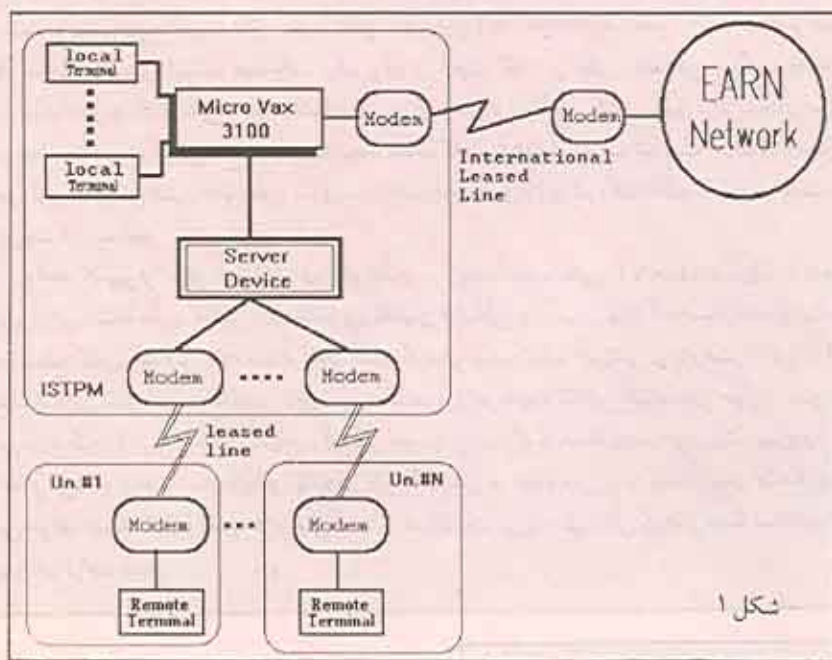 local
Terminal
Micro Vax
3100
Modem
Modem
EARN
Network
local
Terminal
International
Leased
Line
Server
Device
Modem
Modem
ISTPM
leased
line
Un.#1
Un.#N
Modem
Modem
Remote
Terminal
Remote
Terminal
شکل ۱